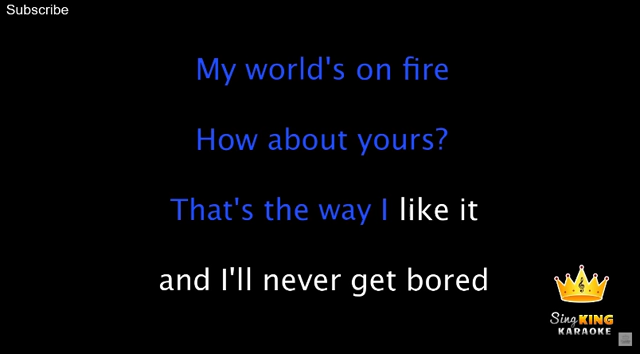 Subscribe
My world's on fire
How about yours?
That's the way I like it
and I'll never get bored
Sing KING
KARAOKE